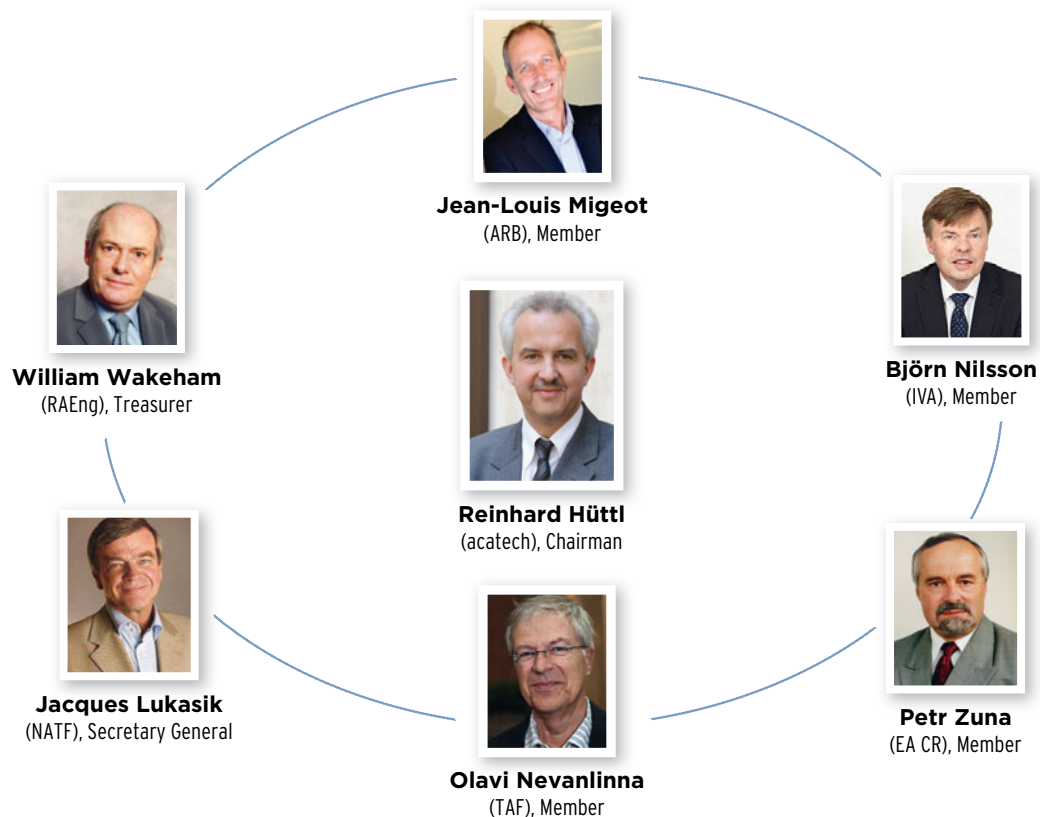 Jean-Louis Migeot
(ARB), Member
William Wakeham
(RAEng), Treasurer
Björn Nilsson
(IVA), Member
Reinhard Hüttl
(acatech), Chairman
Jacques Lukasik
(NATF), Secretary General
Petr Zuna
(EA CR), Member
Olavi Nevanlinna
(TAF), Member